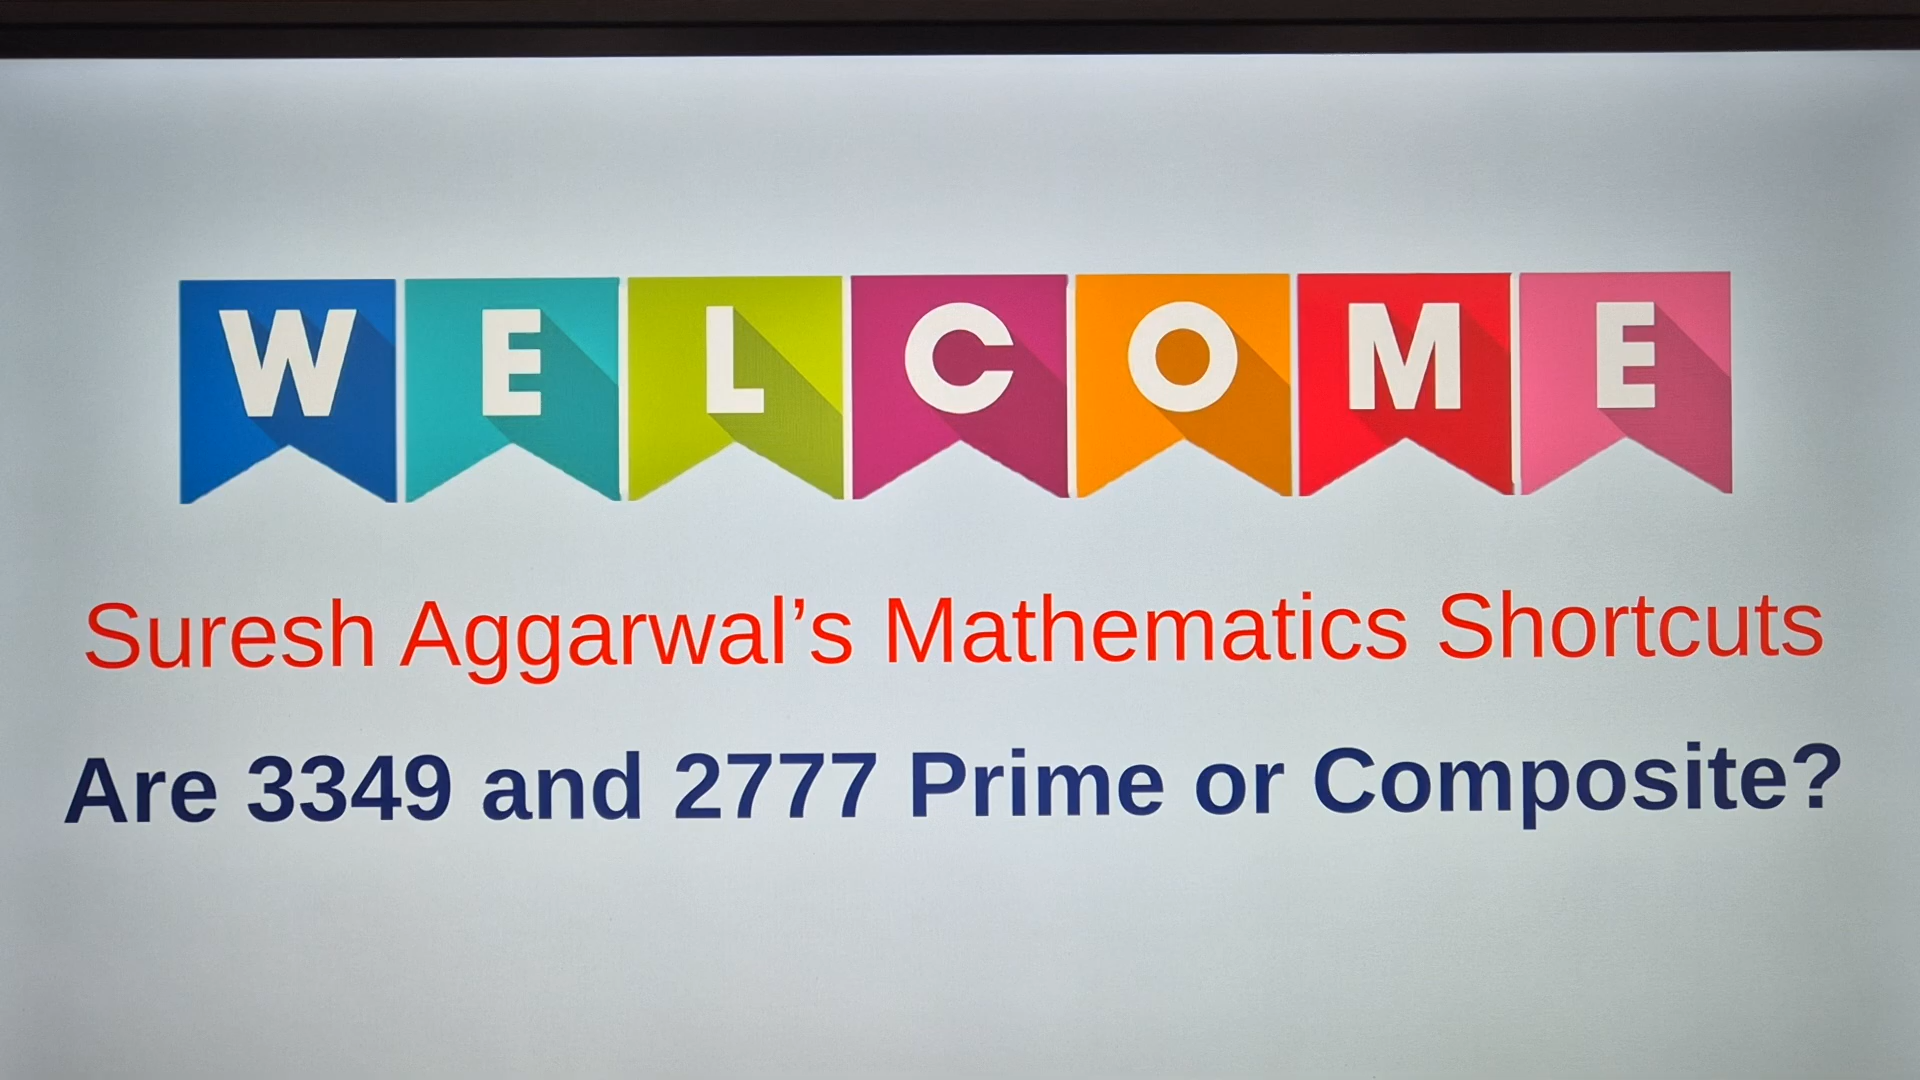 WELCOME
Suresh Aggarwal’s Mathematics Shortcuts
Are 3349 and 2777 Prime or Composite?